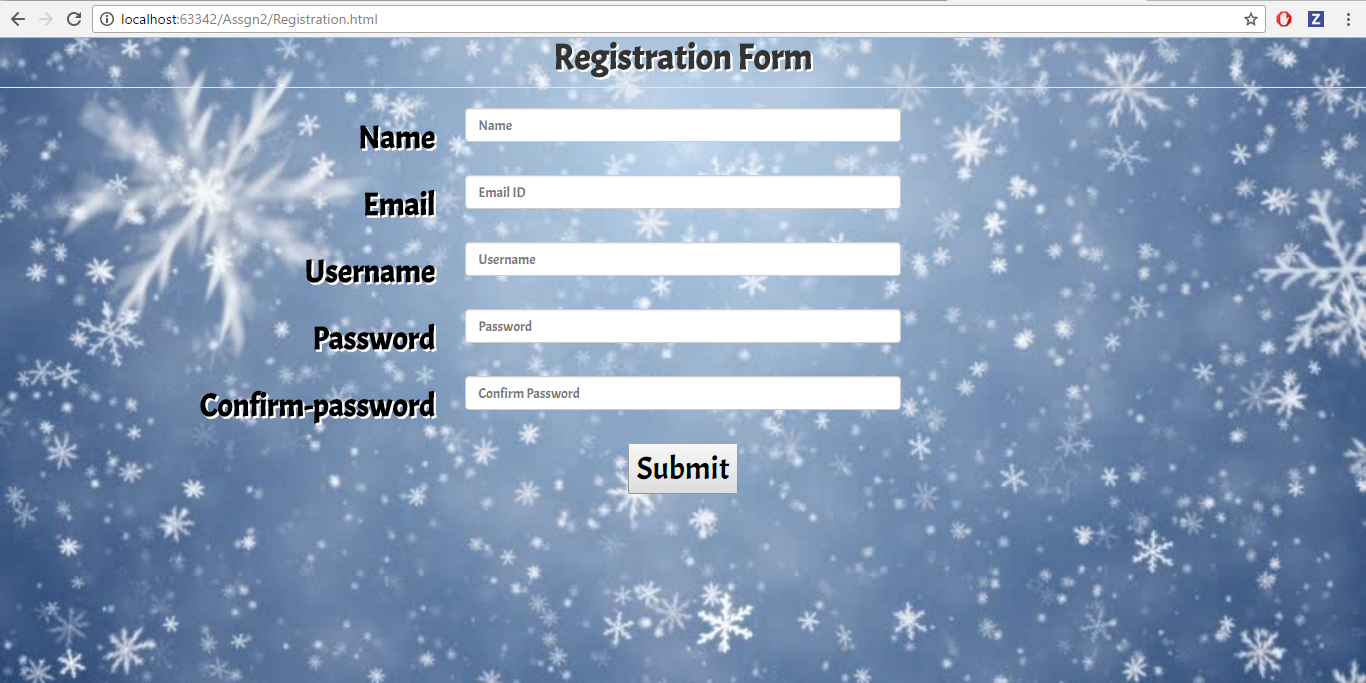 localhost:63342/Assgn2/Registration.html
Z
Registration Form
Name
Name
Email
Email ID
Username
Username
Password
Password
Confirm-password
Confirm Password
Submit